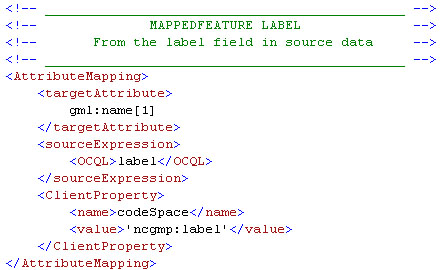 <!-- ________________________________________________ -->
<!-- MAPPEDFEATURE LABEL -->
<!-- From the label field in source data -->
<!-- ________________________________________________ -->
<AttributeMapping>
<targetAttribute>
gml:name[1]
</targetAttribute>
<sourceExpression>
<OCQL>label</OCQL>
</sourceExpression>
<ClientProperty>
<name>codeSpace</name>
<value>'ncgmp:label'</value>
</ClientProperty>
</AttributeMapping>